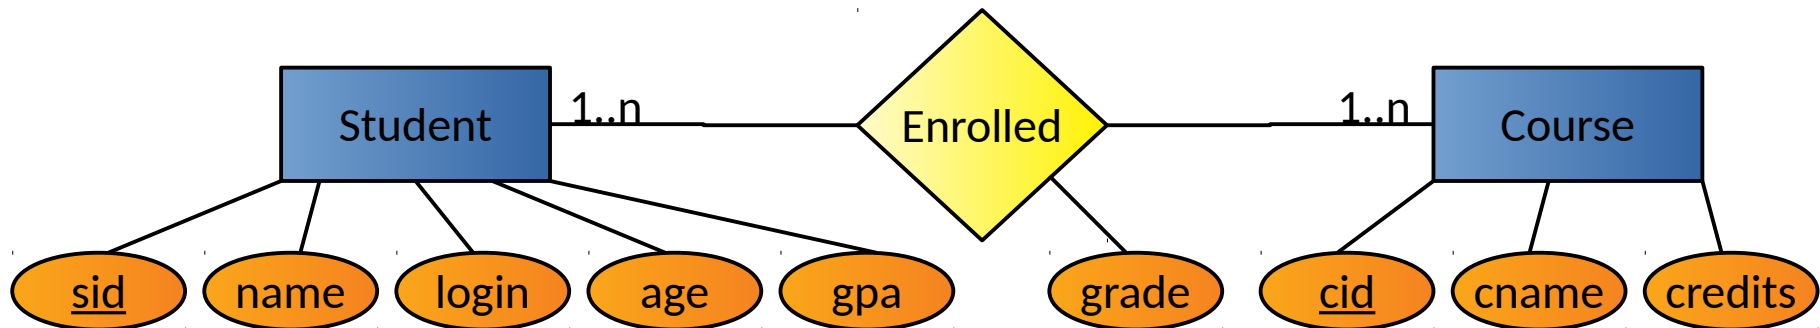 Student
1..n
Enrolled
1..n
Course
sid
name
login
age
gpa
grade
cid
cname
credits